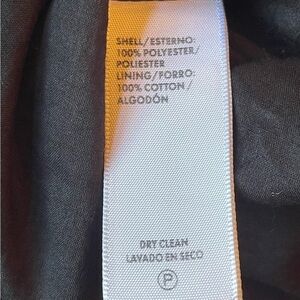 SHELL/ESTERNO:
100% POLYESTER/
POLIESTER
LINING/FORRO:
100% COTTON/
ALGODÓN
DRY CLEAN
LAVADO EN SECO
P